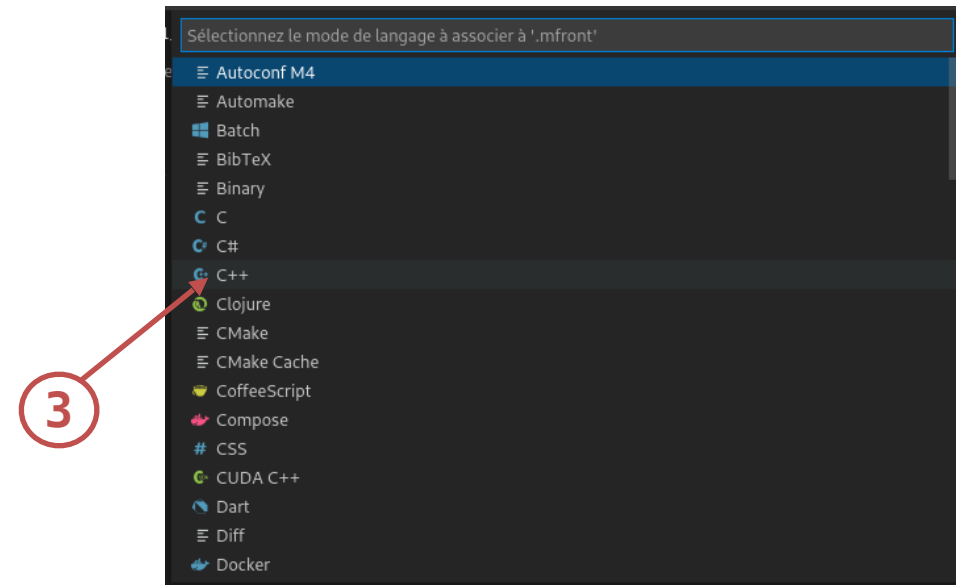 Sélectionnez le mode de langage à associer à '.mfront'
Autoconf M4
Automake
Batch
BibTeX
Binary
C
C#
C++
Clojure
CMake
CMake Cache
CoffeeScript
3
Compose
CSS
CUDA C++
Dart
Diff
Docker